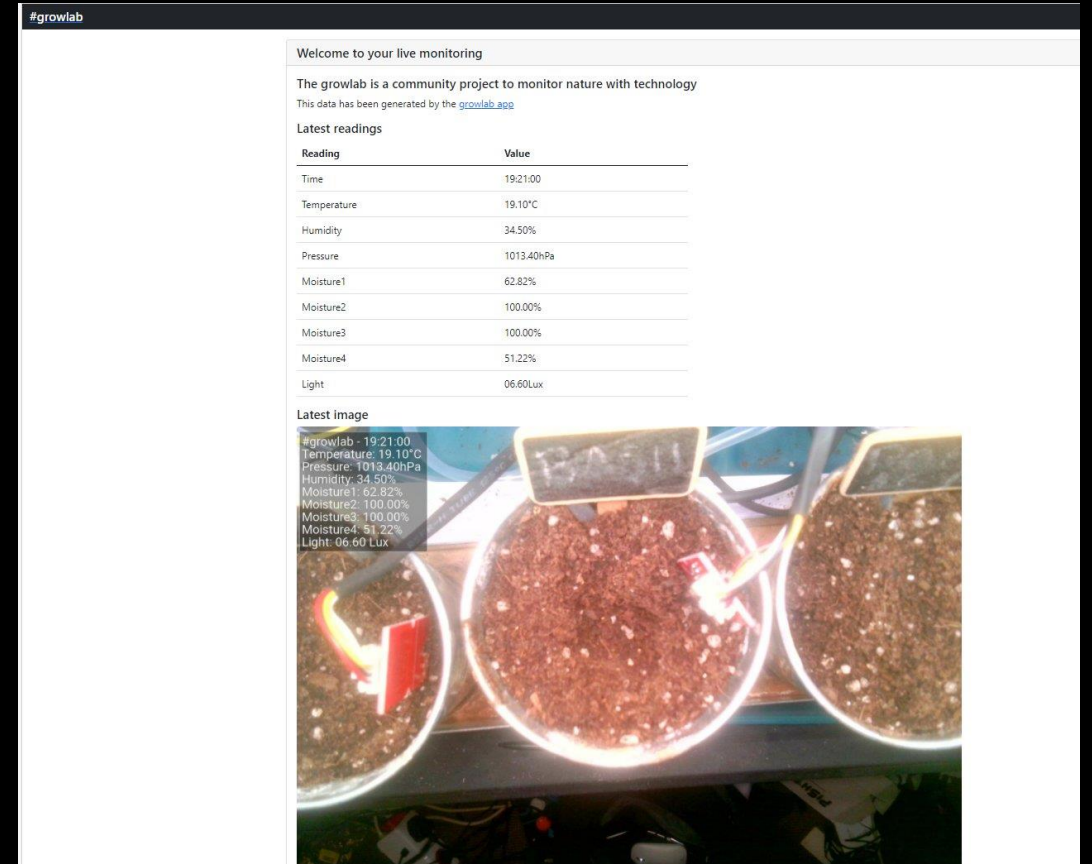 #growlab
Welcome to your live monitoring
The growlab is a community project to monitor nature with technology
This data has been generated by the growlab app
Latest readings
Reading Value
Time 19:21:00
Temperature 19.10°C
Humidity 34.50%
Pressure 1013.40hPa
Moisture1 62.82%
Moisture2 100.00%
Moisture3 100.00%
Moisture4 51.22%
Light 06.60Lux
Latest image
#growlab - 19:21:00
Temperature: 19.10°C
Pressure: 1013.40hPa
Humidity: 34.50%
Moisture1: 62.82%
Moisture2: 100.00%
Moisture3: 100.00%
Moisture4: 51.22%
Light: 06.60 Lux